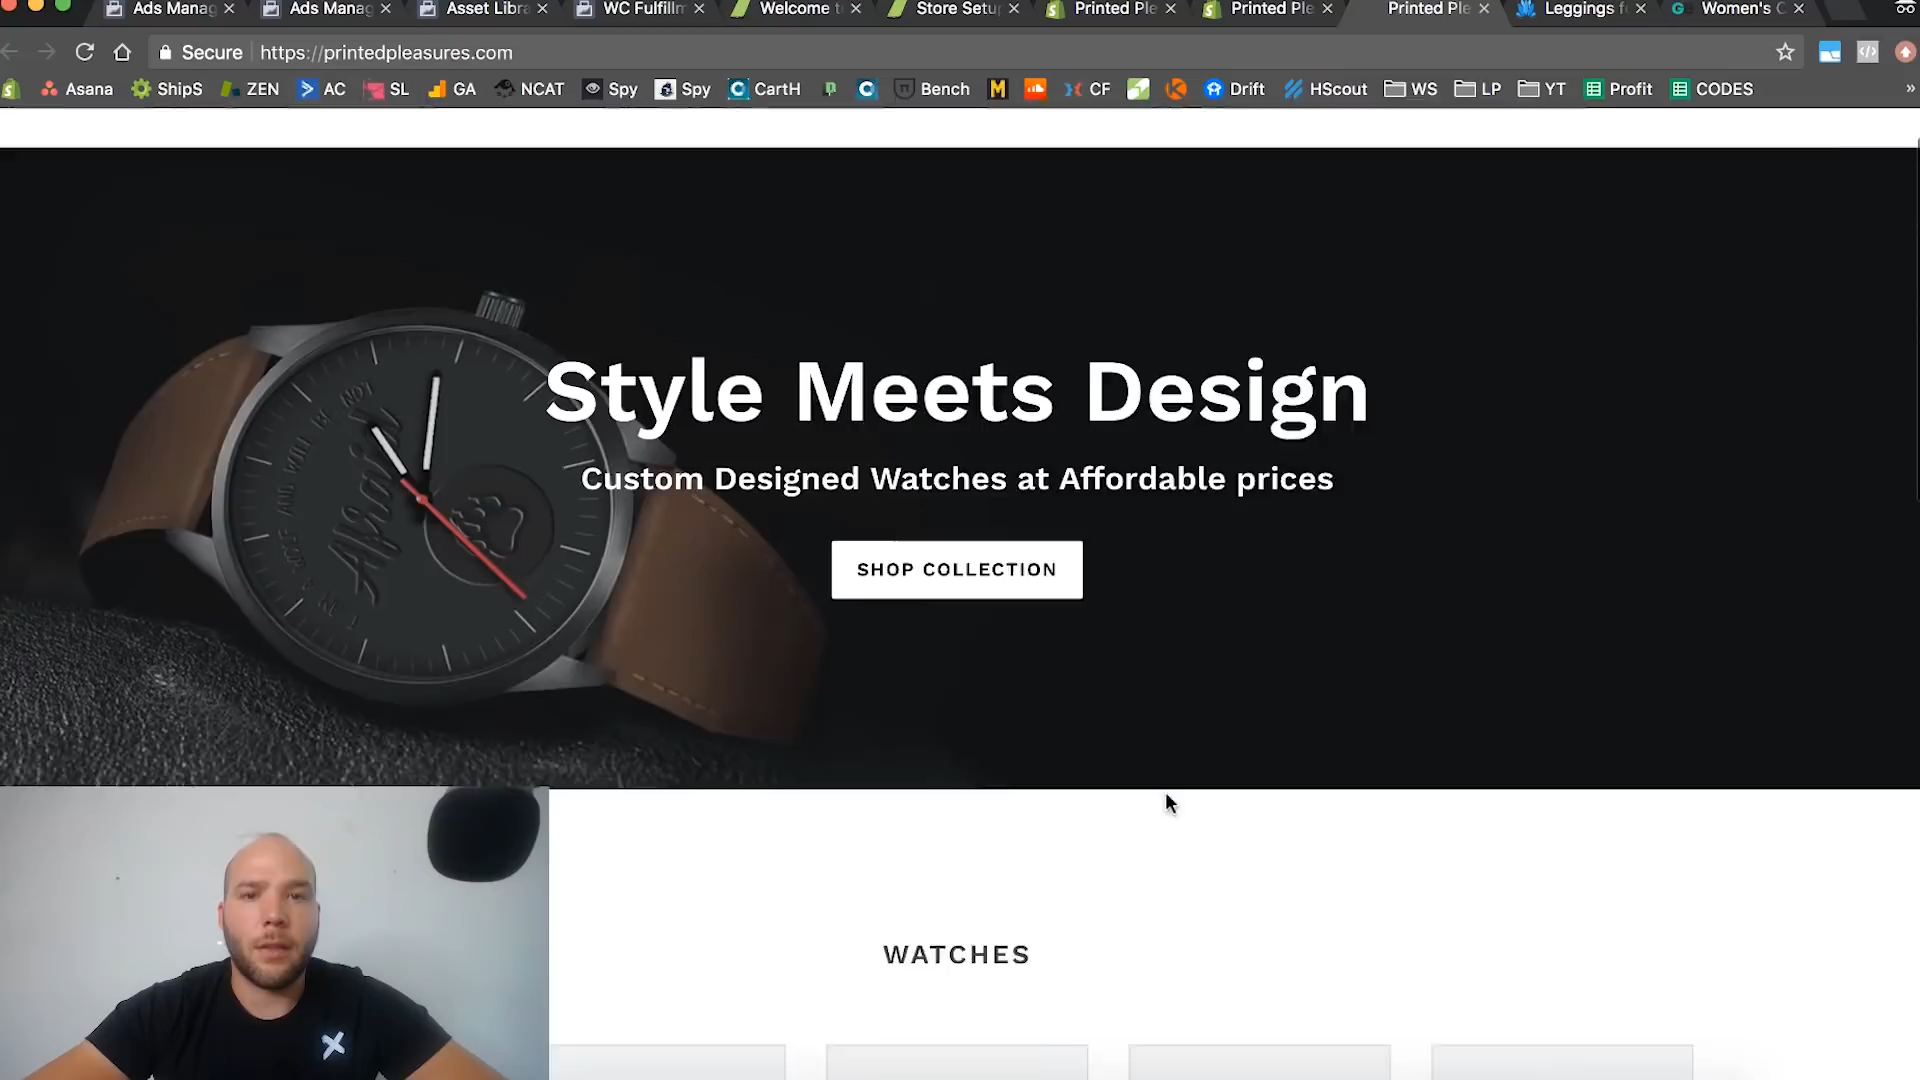 Ads Manag
Ads Manag
Asset Libra
WC Fulfillm
Welcome t
Store Setu
Printed Ple
Printed Ple
Printed Ple
Leggings f
Women's C
Secure
https://printedpleasures.com
Asana
ShipS
ZEN
AC
SL
GA
NCAT
Spy
Spy
CartH
Bench
CF
Drift
HScout
WS
LP
YT
Profit
CODES
»
Style Meets Design
Custom Designed Watches at Affordable prices
SHOP COLLECTION
WATCHES